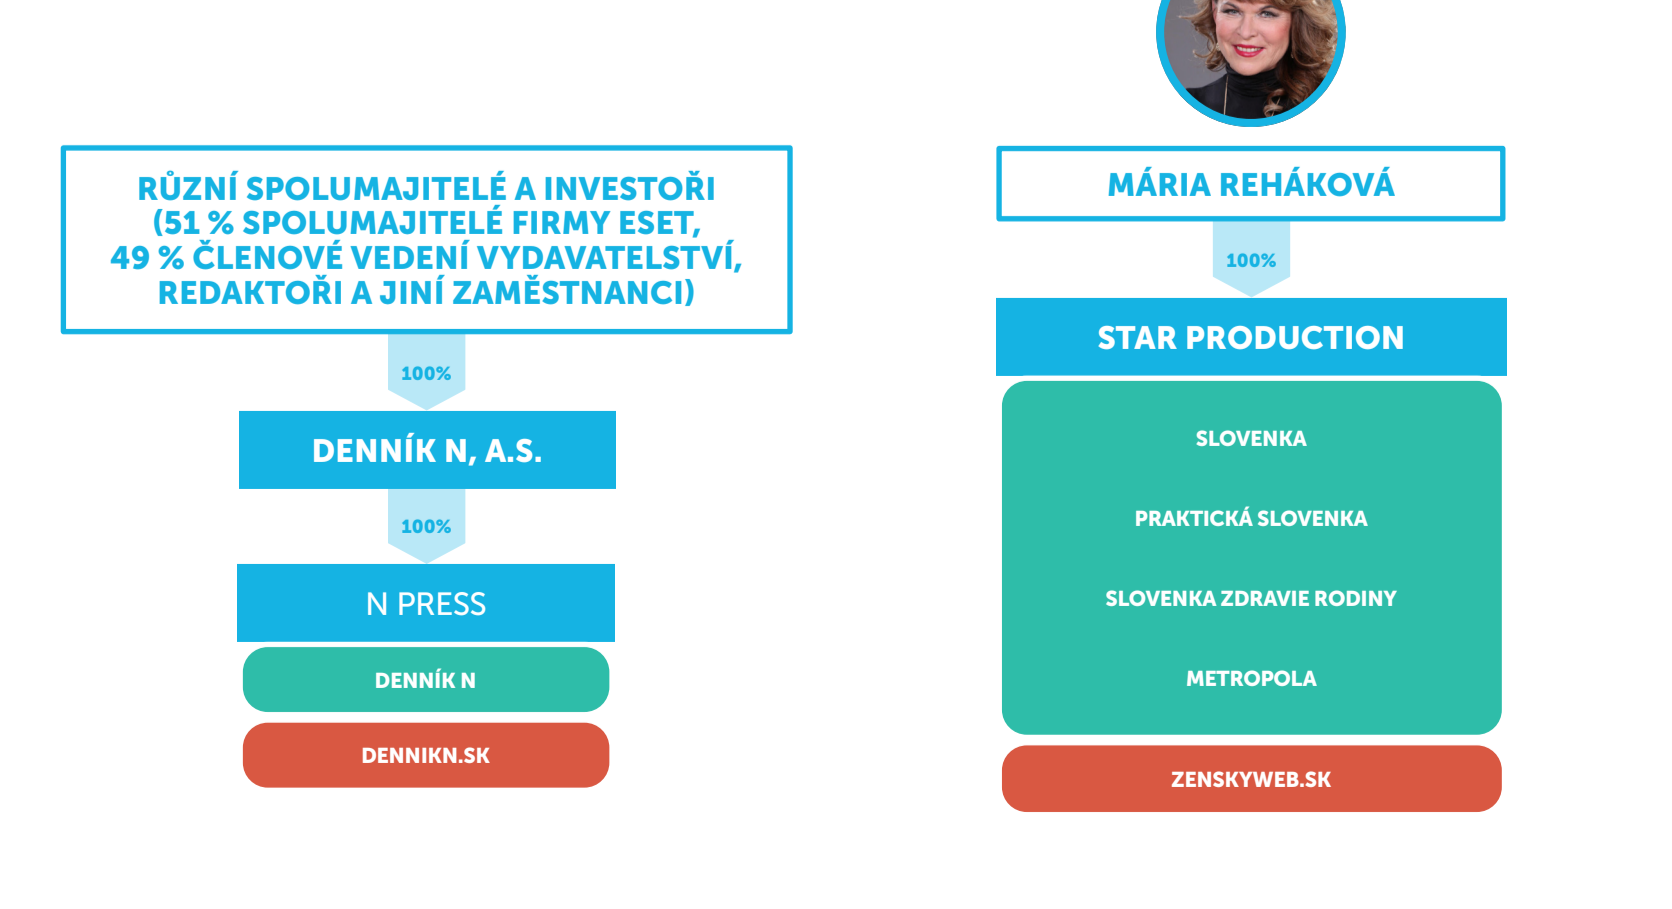 RŮZNÍ SPOLUMAJITELÉ A INVESTOŘI
(51 % SPOLUMAJITELÉ FIRMY ESET,
49 % ČLENOVÉ VEDENÍ VYDAVATELSTVÍ,
REDAKTOŘI A JINÍ ZAMĚSTNANCI)
100%
DENNÍK N, A.S.
100%
N PRESS
DENNÍK N
DENNIKN.SK
MÁRIA REHÁKOVÁ
100%
STAR PRODUCTION
SLOVENKA
PRAKTICKÁ SLOVENKA
SLOVENKA ZDRAVIE RODINY
METROPOLA
ZENSKYWEB.SK